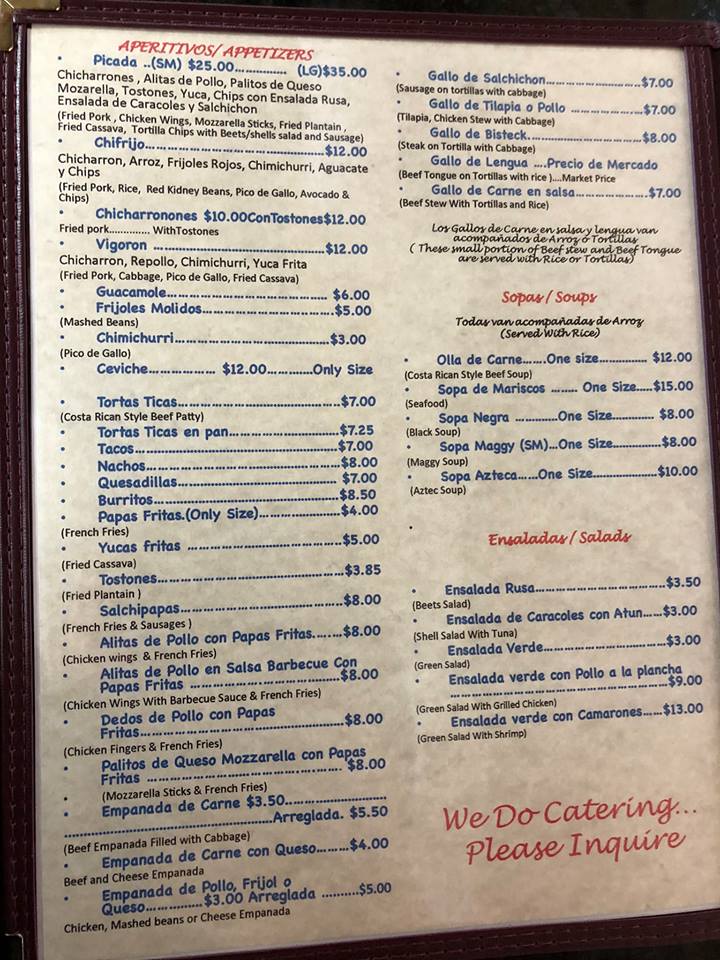 APERITIVOS/ APPETIZERS
• Picada ..(SM) $25.00............... (LG)$35.00
Chicharrones , Alitas de Pollo, Palitos de Queso
Mozarella, Tostones, Yuca, Chips con Ensalada Rusa,
Ensalada de Caracoles y Salchichon
(Fried Pork , Chicken Wings, Mozzarella Sticks, Fried Plantain ,
Fried Cassava, Tortilla Chips with Beets/shells salad and Sausage)
• Chifrijo..........................................$12.00
Chicharron, Arroz, Frijoles Rojos, Chimichurri, Aguacate
y Chips
(Fried Pork, Rice, Red Kidney Beans, Pico de Gallo, Avocado &
Chips)
• Chicharronones $10.00ConTostones$12.00
Fried pork.............. WithTostones
• Vigoron ........................................$12.00
Chicharron, Repollo, Chimichurri, Yuca Frita
(Fried Pork, Cabbage, Pico de Gallo, Fried Cassava)
• Guacamole...................................... $6.00
• Frijoles Molidos................................$5.00
(Mashed Beans)
• Chimichurri.....................................$3.00
(Pico de Gallo)
• Ceviche................ $12.00...........Only Size
• Tortas Ticas.....................................$7.00
(Costa Rican Style Beef Patty)
• Tortas Ticas en pan..........................$7.25
• Tacos...............................................$7.00
• Nachos.............................................$8.00
• Quesadillas..................................... $7.00
• Burritos...........................................$8.50
• Papas Fritas.(Only Size)...................$4.00
(French Fries)
• Yucas fritas ....................................$5.00
(Fried Cassava)
• Tostones...........................................$3.85
(Fried Plantain )
• Salchipapas......................................$8.00
(French Fries & Sausages )
• Alitas de Pollo con Papas Fritas.......$8.00
(Chicken wings & French Fries)
• Alitas de Pollo en Salsa Barbecue Con
Papas Fritas ...................................$8.00
(Chicken Wings With Barbecue Sauce & French Fries)
• Dedos de Pollo con Papas
Fritas...............................................$8.00
(Chicken Fingers & French Fries)
• Palitos de Queso Mozzarella con Papas
Fritas ............................................. $8.00
• (Mozzarella Sticks & French Fries)
• Empanada de Carne $3.50........................
.................................................Arreglada. $5.50
(Beef Empanada Filled with Cabbage)
• Empanada de Carne con Queso........$4.00
Beef and Cheese Empanada
• Empanada de Pollo, Frijol o
Queso...............$3.00 Arreglada ..........$5.00
Chicken, Mashed beans or Cheese Empanada
• Gallo de Salchichon.............................$7.00
(Sausage on tortillas with cabbage)
• Gallo de Tilapia o Pollo ....................$7.00
(Tilapia, Chicken Stew with Cabbage)
• Gallo de Bisteck.................................$8.00
(Steak on Tortilla with Cabbage)
• Gallo de Lengua ....Precio de Mercado
(Beef Tongue on Tortillas with rice )....Market Price
• Gallo de Carne en salsa.....................$7.00
(Beef Stew With Tortillas and Rice)
Los Gallos de Carne en salsa y lengua van
acompañados de Arroz ó Tortillas
( These small portion of Beef stew and Beef Tongue
are served with Rice or Tortillas)
Sopas / Soups
Todas van acompañadas de Arroz
(Served With Rice)
• Olla de Carne.......One size.............. $12.00
(Costa Rican Style Beef Soup)
• Sopa de Mariscos ........ One Size.....$15.00
(Seafood)
• Sopa Negra ............One Size............ $8.00
(Black Soup)
• Sopa Maggy (SM)...One Size............$8.00
(Maggy Soup)
• Sopa Azteca......One Size...................$10.00
(Aztec Soup)
•
Ensaladas / Salads
• Ensalada Rusa.................................$3.50
(Beets Salad)
• Ensalada de Caracoles con Atun......$3.00
(Shell Salad With Tuna)
• Ensalada Verde.................................$3.00
(Green Salad)
• Ensalada verde con Pollo a la plancha
........................................................$9.00
(Green Salad With Grilled Chicken)
• Ensalada verde con Camarones......$13.00
(Green Salad With Shrimp)
We Do Catering...
Please Inquire